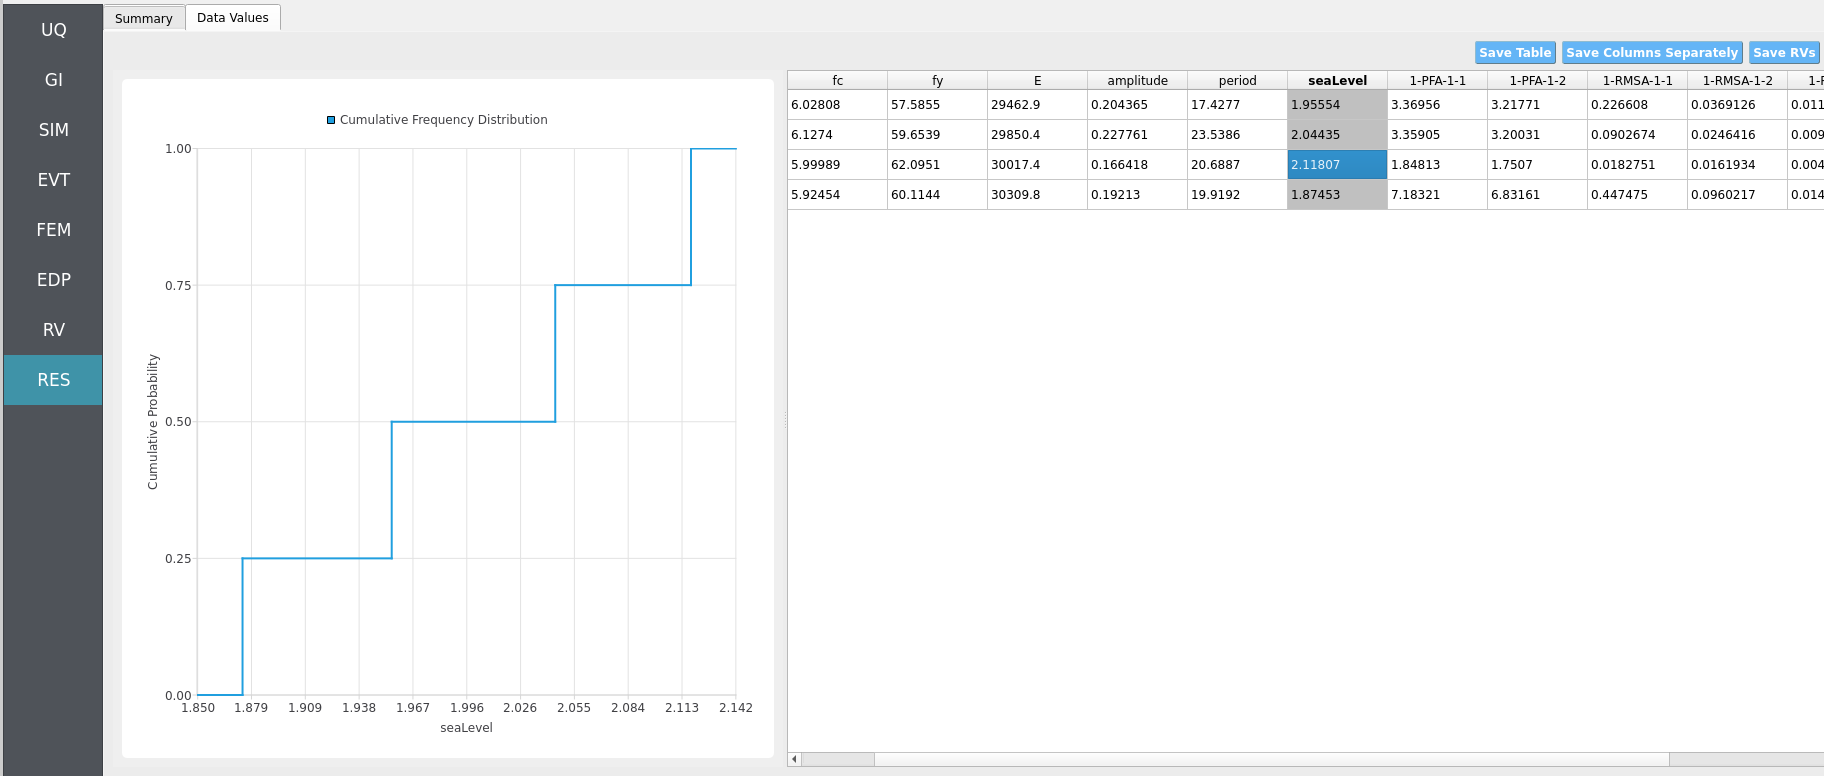 UQ
GI
SIM
EVT
FEM
EDP
RV
RES
Summary Data Values
Save Table Save Columns Separately Save RVs
Cumulative Frequency Distribution
1.00
0.75
0.50
0.25
0.00
Cumulative Probability
1.850 1.879 1.909 1.938 1.967 1.996 2.026 2.055 2.084 2.113 2.142
seaLevel
fc fy E amplitude period seaLevel 1-PFA-1-1 1-PFA-1-2 1-RMSA-1-1 1-RMSA-1-2
6.02808 57.5855 29462.9 0.204365 17.4277 1.95554 3.36956 3.21771 0.226608 0.0369126 0.011
6.1274 59.6539 29850.4 0.227761 23.5386 2.04435 3.35905 3.20031 0.0902674 0.0246416 0.009
5.99989 62.0951 30017.4 0.166418 20.6887 2.11807 1.84813 1.7507 0.0182751 0.0161934 0.004
5.92454 60.1144 30309.8 0.19213 19.9192 1.87453 7.18321 6.83161 0.447475 0.0960217 0.014